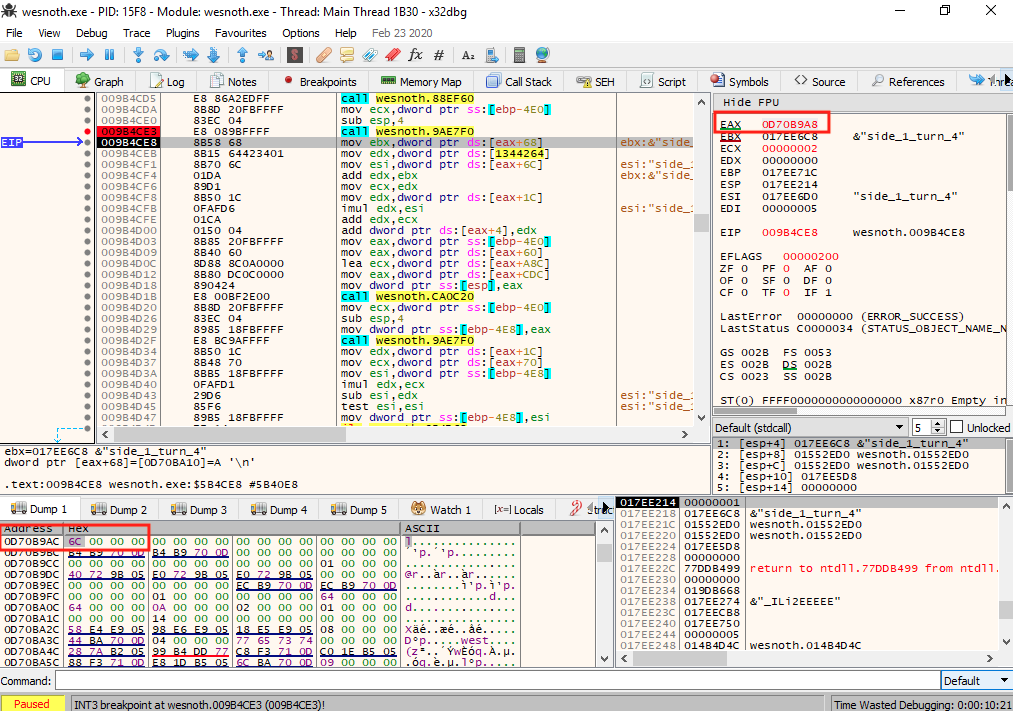 wesnoth.exe - PID: 15F8 - Module: wesnoth.exe - Thread: Main Thread 1B30 - x32dbg
File View Debug Trace Plugins Favourites Options Help Feb 23 2020
CPU Graph Log Notes Breakpoints Memory Map Call Stack SEH Script Symbols Source References
009B4CD5 E8 86A2EDFF call wesnoth.88EF60
009B4CDA 8B8D 20FBFFFF mov ecx,dword ptr ss:[ebp-4E0]
009B4CE0 83EC 04 sub esp,4
009B4CE3 E8 089BFFFF call wesnoth.9AE7F0
EIP 009B4CE8 8B58 68 mov ebx,dword ptr ds:[eax+68] ebx:&"side_
009B4CEB 8B15 64423401 mov edx,dword ptr ds:[1344264]
009B4CF1 8B70 6C mov esi,dword ptr ds:[eax+6C] esi:"side_1
009B4CF4 01DA add edx,ebx ebx:&"side_
009B4CF6 89D1 mov ecx,edx
009B4CF8 8B50 1C mov edx,dword ptr ds:[eax+1C]
009B4CFB 0FAFD6 imul edx,esi esi:"side_1
009B4CFE 01CA add edx,ecx
009B4D00 0150 04 add dword ptr ds:[eax+4],edx
009B4D03 8B85 20FBFFFF mov eax,dword ptr ss:[ebp-4E0]
009B4D09 8B40 60 mov eax,dword ptr ds:[eax+60]
009B4D0C 8D88 8C0A0000 lea ecx,dword ptr ds:[eax+A8C]
009B4D12 8B80 DC0C0000 mov eax,dword ptr ds:[eax+CDC]
009B4D18 890424 mov dword ptr ss:[esp],eax
009B4D1B E8 00BF2E00 call wesnoth.CA0C20
009B4D20 8B8D 20FBFFFF mov ecx,dword ptr ss:[ebp-4E0]
009B4D26 83EC 04 sub esp,4
009B4D29 8985 18FBFFFF mov dword ptr ss:[ebp-4E8],eax
009B4D2F E8 BC9AFFFF call wesnoth.9AE7F0
009B4D34 8B50 1C mov edx,dword ptr ds:[eax+1C]
009B4D37 8B48 70 mov ecx,dword ptr ds:[eax+70]
009B4D3A 8BB5 18FBFFFF mov esi,dword ptr ss:[ebp-4E8]
009B4D40 0FAFD1 imul edx,ecx
009B4D43 29D6 sub esi,edx esi:"side_1
009B4D45 85F6 test esi,esi esi:"side_1
009B4D47 89B5 18FBFFFF mov dword ptr ss:[ebp-4E8],esi
Hide FPU
EAX 0D70B9A8
EBX 017EE6C8 &"side_1_turn_4"
ECX 00000002
EDX 00000000
EBP 017EE71C
ESP 017EE214
ESI 017EE6D0 "side_1_turn_4"
EDI 00000005
EIP 009B4CE8 wesnoth.009B4CE8
EFLAGS 00000200
ZF 0 PF 0 AF 0
OF 0 SF 0 DF 0
CF 0 TF 0 IF 1
LastError 00000000 (ERROR_SUCCESS)
LastStatus C0000034 (STATUS_OBJECT_NAME_N
GS 002B FS 0053
ES 002B DS 002B
CS 0023 SS 002B
ST(0) FFFF0000000000000000 x87r0 Empty in
Default (stdcall) 5 Unlocked
1: [esp+4] 017EE6C8 &"side_1_turn_4"
2: [esp+8] 01552ED0 wesnoth.01552ED0
3: [esp+C] 01552ED0 wesnoth.01552ED0
4: [esp+10] 017EE5D8
5: [esp+14] 00000000
ebx=017EE6C8 &"side_1_turn_4"
dword ptr [eax+68]=[0D70BA10]=A '\n'
.text:009B4CE8 wesnoth.exe:$5B4CE8 #5B40E8
Dump 1 Dump 2 Dump 3 Dump 4 Dump 5 Watch 1 Locals Struct
Address Hex ASCII
0D70B9AC 6C 00 00 00 00 00 00 00 00 00 00 00 00 00 00 00 l...............
0D70B9BC B4 B9 70 0D B4 B9 70 0D 00 00 00 00 00 00 00 00 ´¹p.´¹p.........
0D70B9CC 00 00 00 00 00 00 00 00 00 00 00 00 01 00 00 00 ................
0D70B9DC 40 72 9B 05 E0 72 9B 05 E0 72 9B 05 00 00 00 00 @r..àr..àr......
0D70B9EC 00 00 00 00 00 00 00 00 EC B9 70 0D EC B9 70 0D ........ì¹p.ì¹p.
0D70B9FC 00 00 00 00 01 00 00 00 00 00 00 00 64 00 00 00 ............d...
0D70BA0C 64 00 00 00 0A 00 00 00 02 00 00 00 01 00 00 00 d...............
0D70BA1C 00 00 00 00 14 00 00 00 00 00 00 00 00 00 00 00 ................
0D70BA2C 58 E4 E9 05 98 E6 E9 05 18 E5 E9 05 08 00 00 00 Xäé..æé..åé.....
0D70BA3C 44 BA 70 0D 04 00 00 00 77 65 73 74 00 00 00 00 Dºp.....west....
0D70BA4C 28 7A B2 05 99 B4 DD 77 C8 F3 71 0D C0 1E B5 05 (z²..´ÝwÈóq.À.µ.
0D70BA5C 88 F3 71 0D E8 1D B5 05 6C BA 70 0D 09 00 00 00 .óq.è.µ.lºp.....
017EE214 00000001
017EE218 017EE6C8 &"side_1_turn_4"
017EE21C 01552ED0 wesnoth.01552ED0
017EE220 01552ED0 wesnoth.01552ED0
017EE224 017EE5D8
017EE228 00000000
017EE22C 77DDB499 return to ntdll.77DDB499 from ntdll.
017EE230 00000000
017EE234 019DB668
017EE238 017EE274 &"_ILi2EEEEE"
017EE23C 017EECB8
017EE240 017EE750
017EE244 00000005
017EE248 014B4D4C wesnoth.014B4D4C
Command: Default
Paused INT3 breakpoint at wesnoth.009B4CE3 (009B4CE3)! Time Wasted Debugging: 0:00:10:21